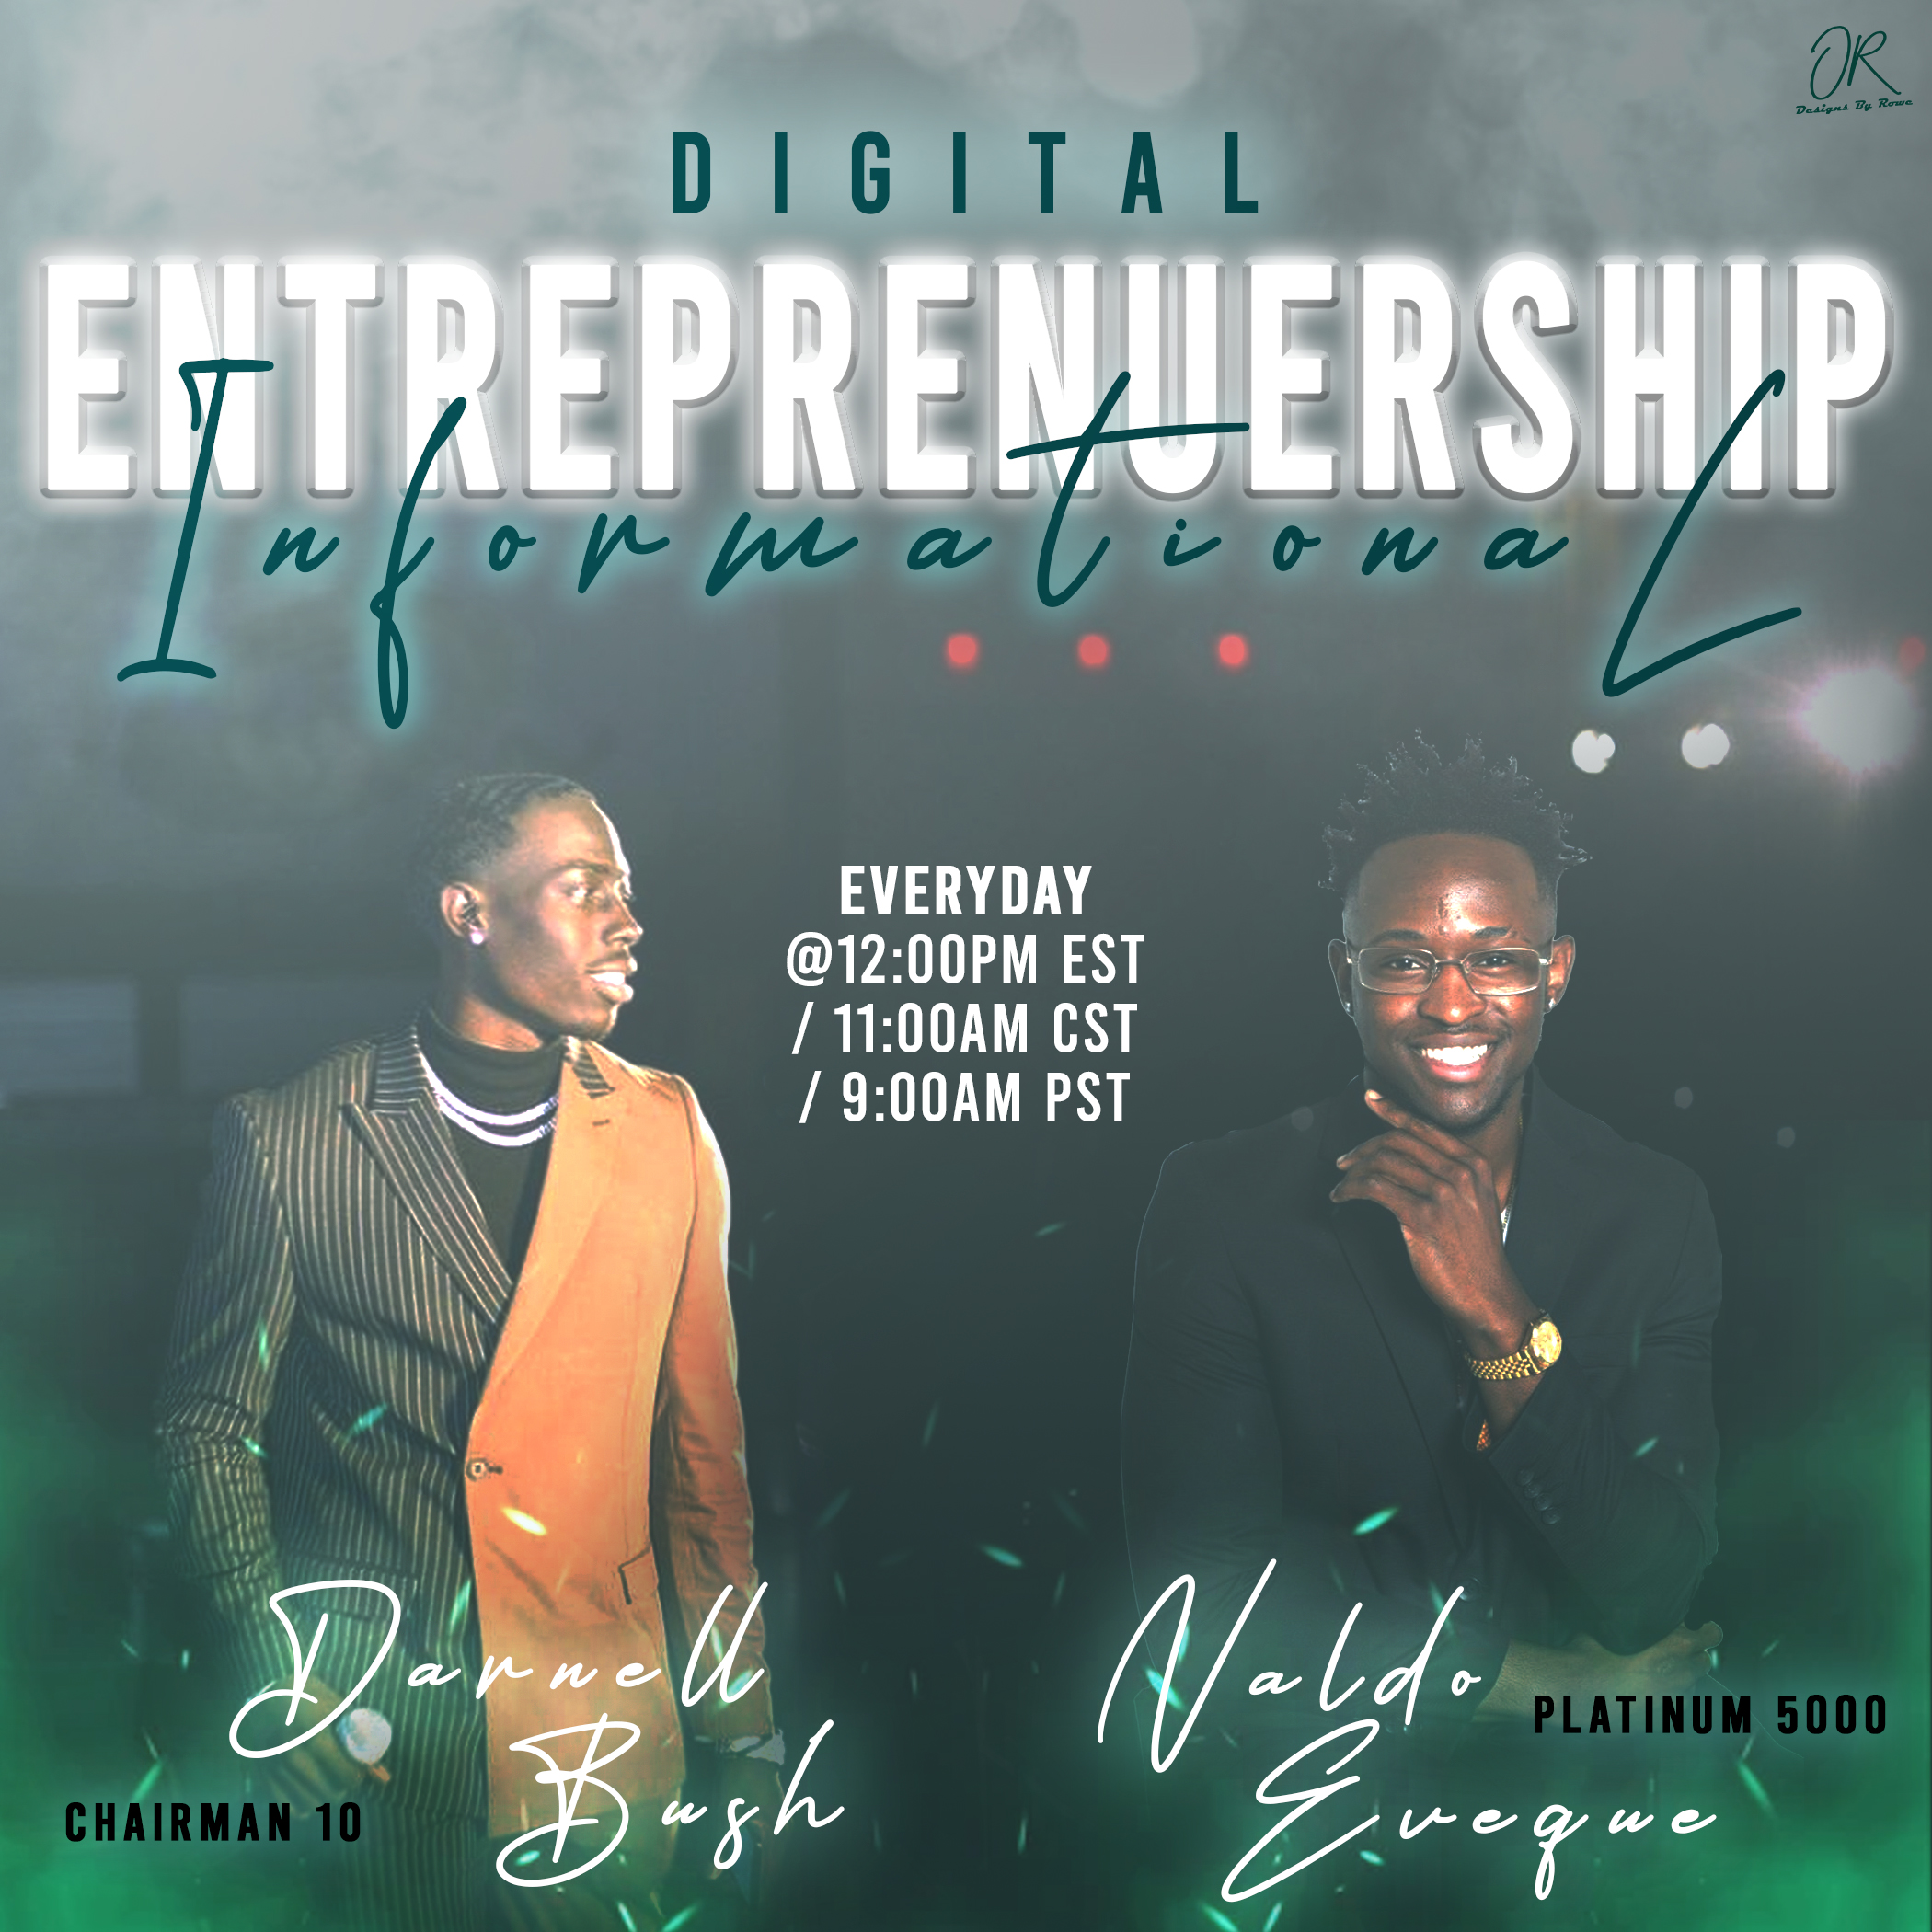 JR
Designs By Rowe
DIGITAL
ENTREPRENUERSHIP
InformationaL
EVERYDAY
@12:00PM EST
/ 11:00AM CST
/ 9:00AM PST
Darnell
Bush
CHAIRMAN 10
Naldo
Eveque
PLATINUM 5000